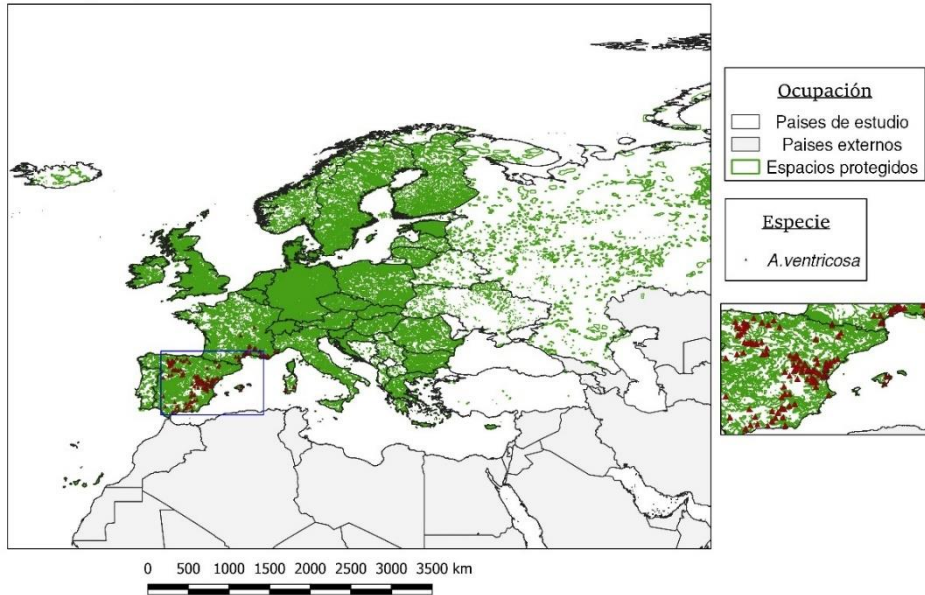 Ocupación
Paises de estudio
Paises externos
Espacios protegidos
Especie
A.ventricosa
0 500 1000 1500 2000 2500 3000 3500 km